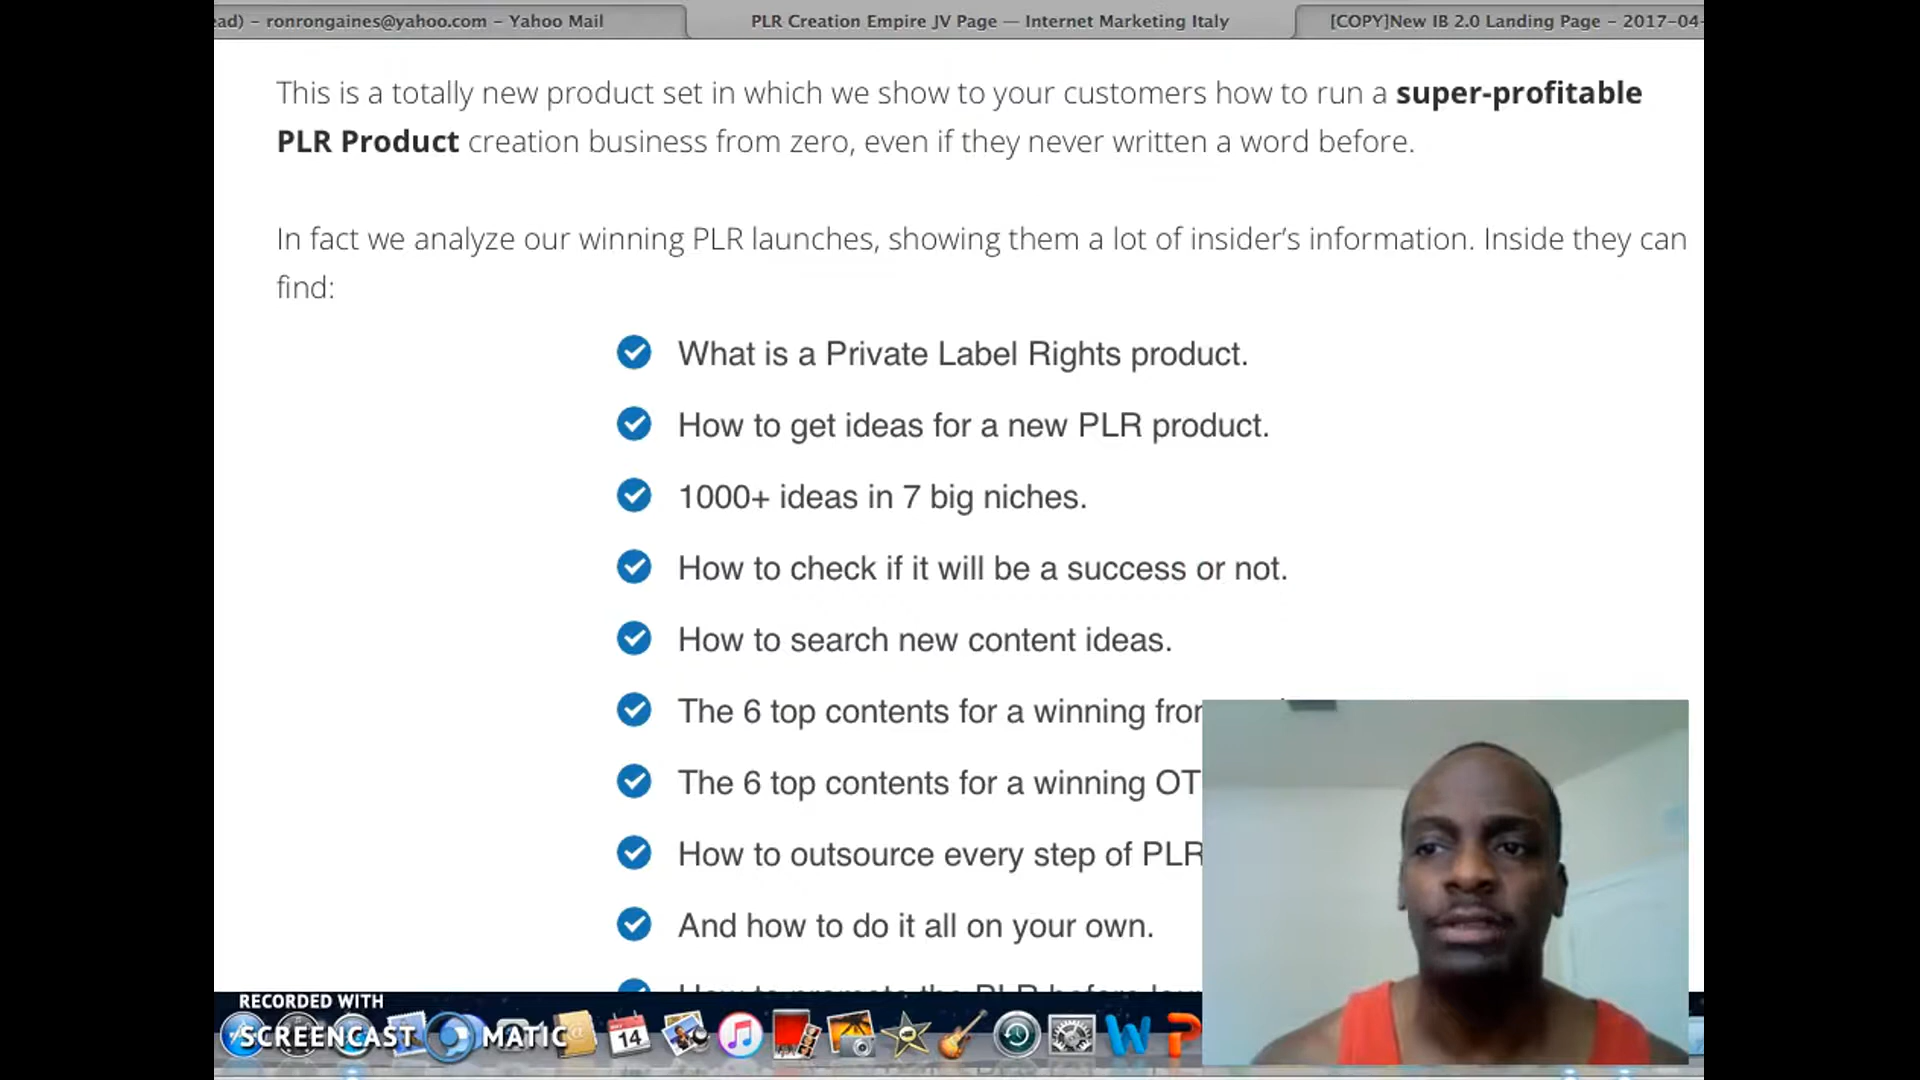 ad) – ronrongaines@yahoo.com – Yahoo Mail
PLR Creation Empire JV Page — Internet Marketing Italy
[COPY]New IB 2.0 Landing Page – 2017-04-
This is a totally new product set in which we show to your customers how to run a super-profitable
PLR Product creation business from zero, even if they never written a word before.
In fact we analyze our winning PLR launches, showing them a lot of insider’s information. Inside they can
find:
What is a Private Label Rights product.
How to get ideas for a new PLR product.
1000+ ideas in 7 big niches.
How to check if it will be a success or not.
How to search new content ideas.
The 6 top contents for a winning fron
The 6 top contents for a winning OT
How to outsource every step of PLR
And how to do it all on your own.
How to promote the PLR before
RECORDED WITH
SCREENCAST MATIC
14